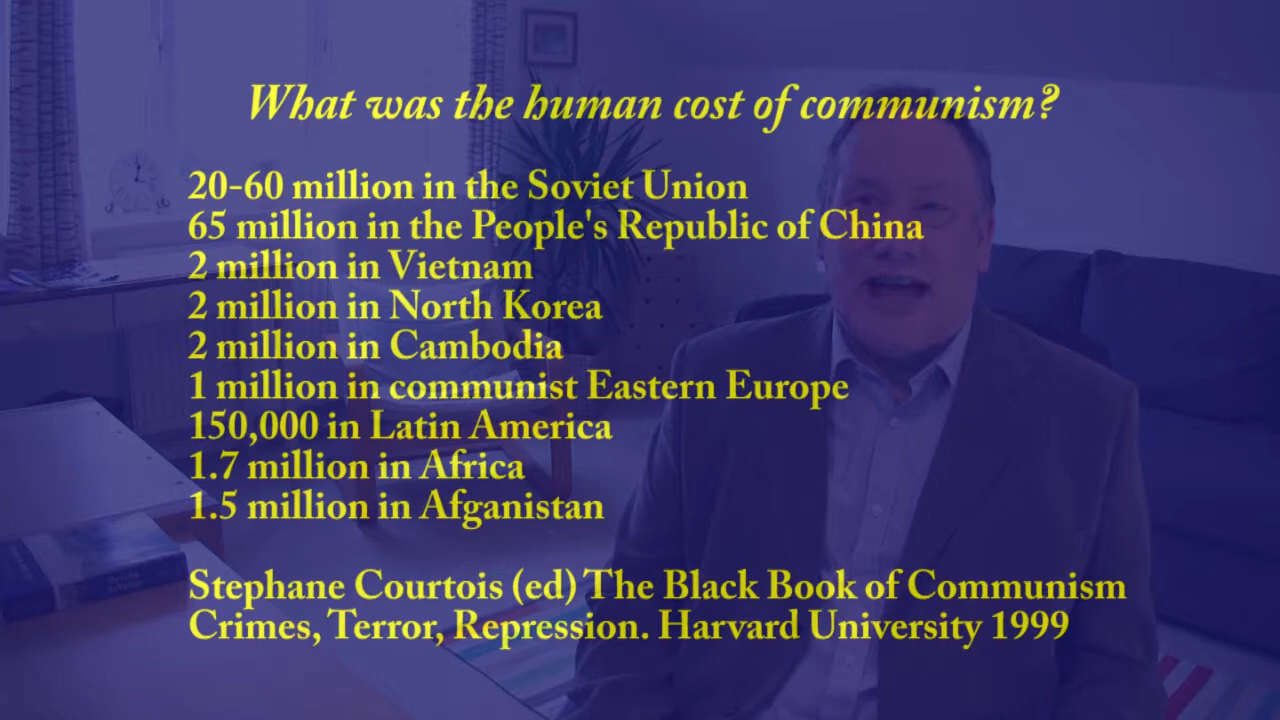 What was the human cost of communism?
20-60 million in the Soviet Union
65 million in the People's Republic of China
2 million in Vietnam
2 million in North Korea
2 million in Cambodia
1 million in communist Eastern Europe
150,000 in Latin America
1.7 million in Africa
1.5 million in Afganistan
Stephane Courtois (ed) The Black Book of Communism
Crimes, Terror, Repression. Harvard University 1999